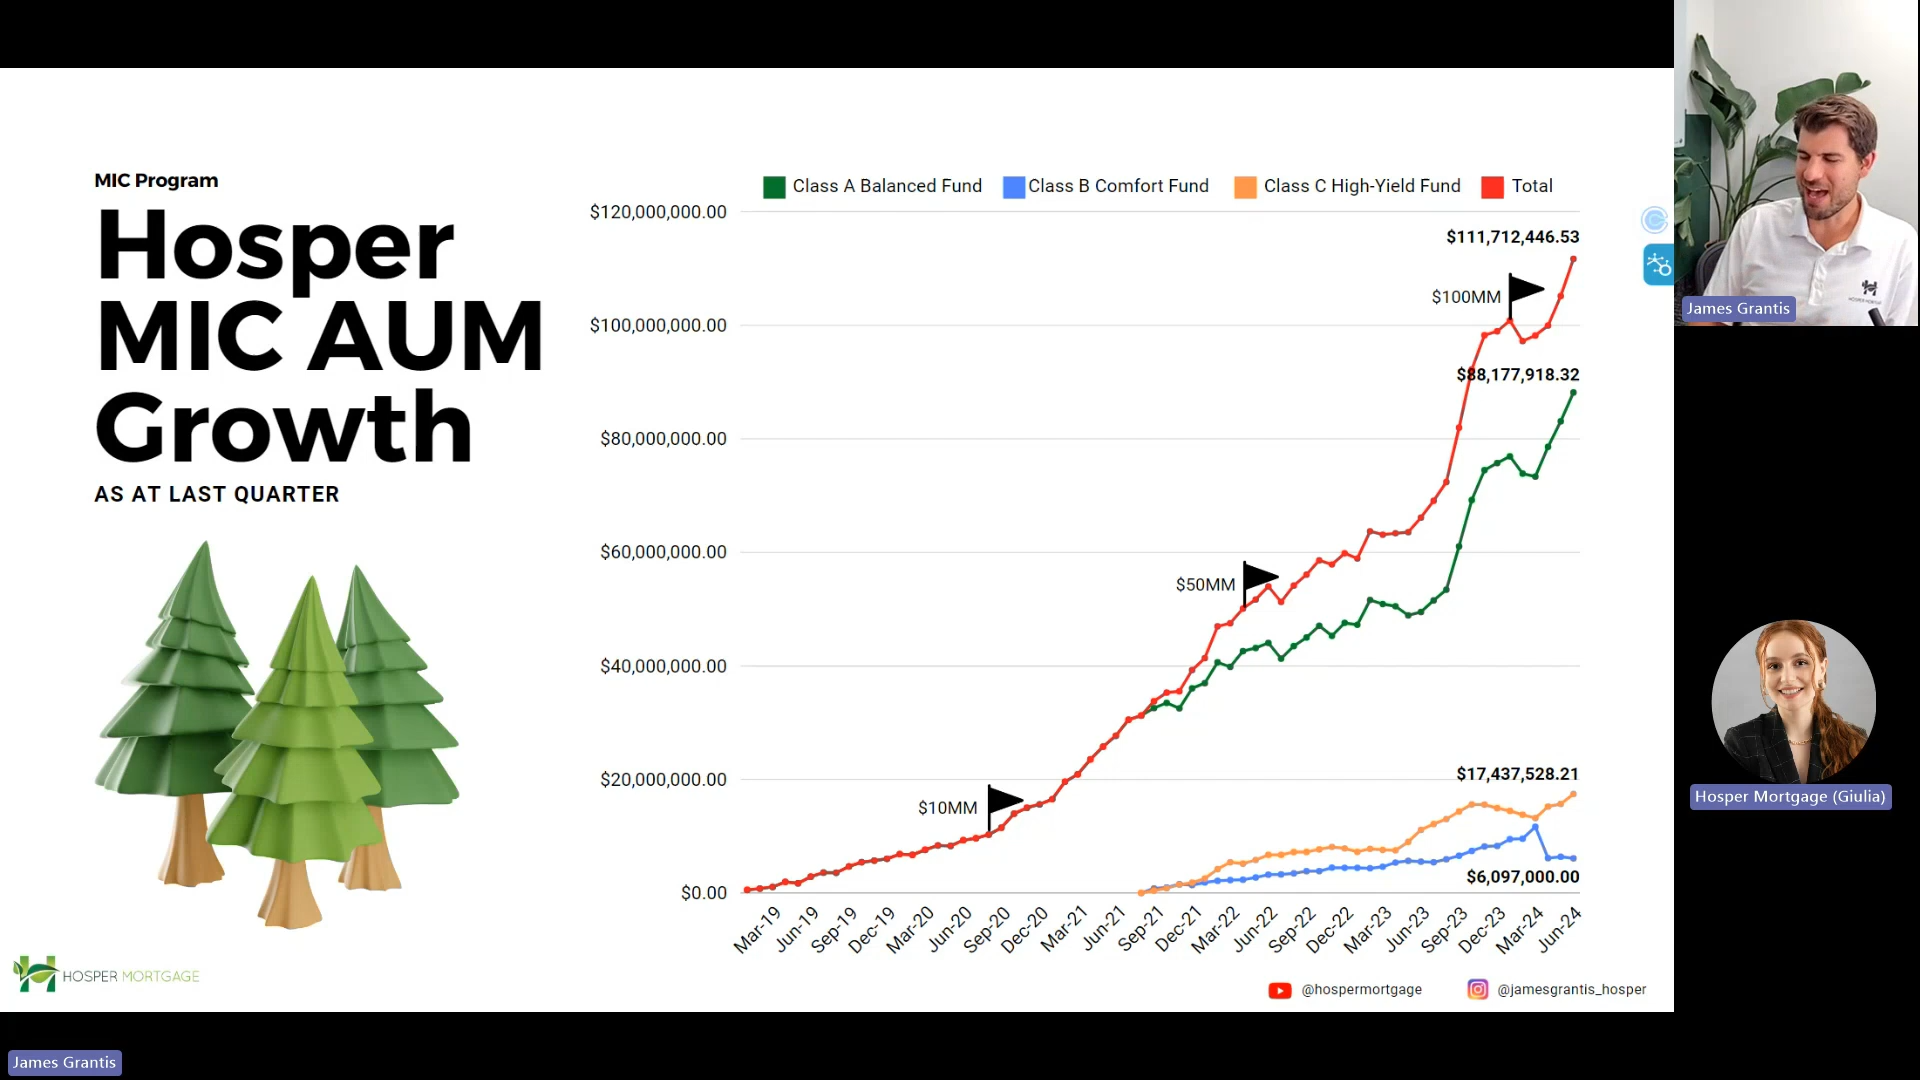 MIC Program
Hosper
MIC AUM
Growth
AS AT LAST QUARTER
HOSPER MORTGAGE
Class A Balanced Fund
Class B Comfort Fund
Class C High-Yield Fund
Total
$120,000,000.00
$100,000,000.00
$80,000,000.00
$60,000,000.00
$40,000,000.00
$20,000,000.00
$0.00
$111,712,446.53
$100MM
$88,177,918.32
$50MM
$10MM
$17,437,528.21
$6,097,000.00
Mar-19
Jun-19
Sep-19
Dec-19
Mar-20
Jun-20
Sep-20
Dec-20
Mar-21
Jun-21
Sep-21
Dec-21
Mar-22
Jun-22
Sep-22
Dec-22
Mar-23
Jun-23
Sep-23
Dec-23
Mar-24
Jun-24
@hospermortgage
@jamesgrantis_hosper
James Grantis
Hosper Mortgage (Giulia)
James Grantis